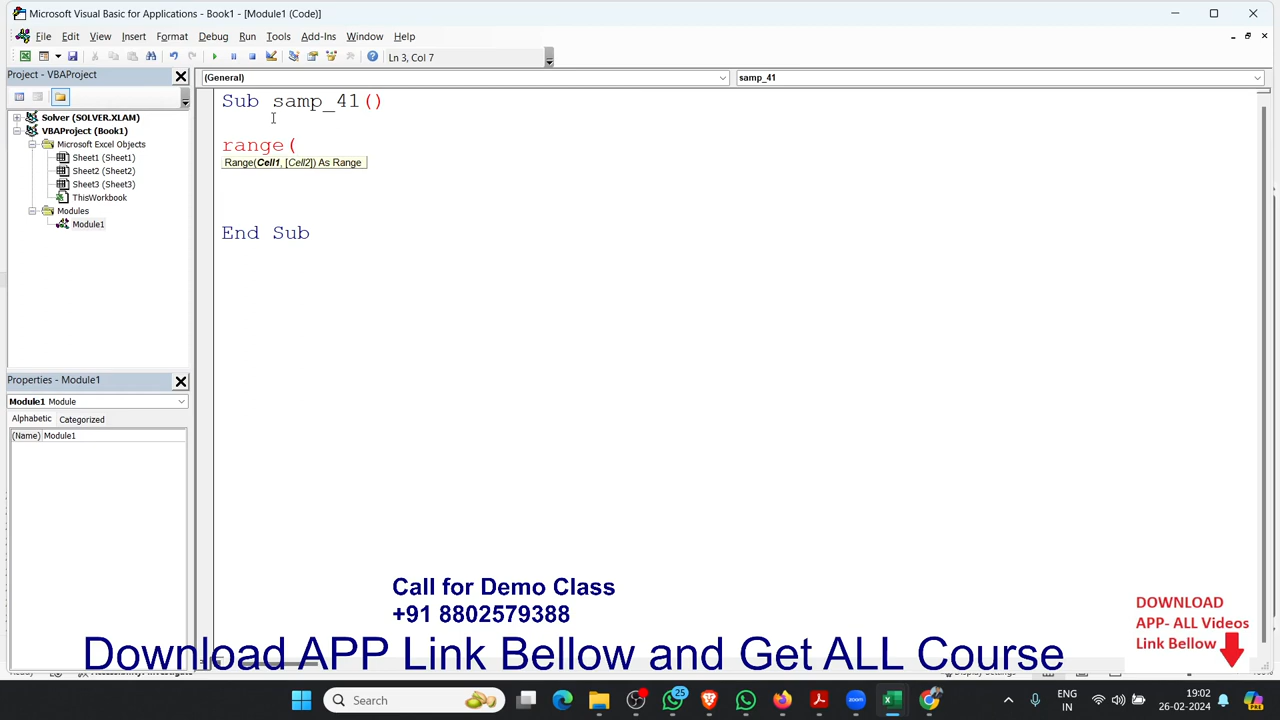 Microsoft Visual Basic for Applications - Book1 - [Module1 (Code)]
File Edit View Insert Format Debug Run Tools Add-Ins Window Help
Ln 3, Col 7
Project - VBAProject
(General)
samp_41
Solver (SOLVER.XLAM)
VBAProject (Book1)
Microsoft Excel Objects
Sheet1 (Sheet1)
Sheet2 (Sheet2)
Sheet3 (Sheet3)
ThisWorkbook
Modules
Module1
Sub samp_41()
range(
Range(Cell1, [Cell2]) As Range
End Sub
Properties - Module1
Module1 Module
Alphabetic Categorized
(Name) Module1
Call for Demo Class
+91 8802579388
Download APP Link Bellow and Get ALL Course
DOWNLOAD
APP- ALL Videos
Link Bellow
Search
25
ENG
IN
19:02
26-02-2024